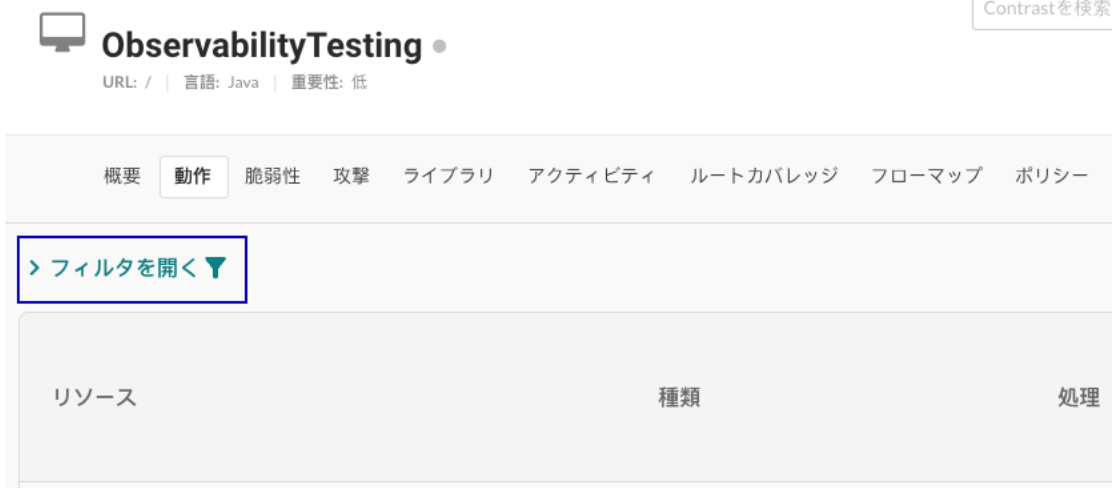 Contrastを検索
ObservabilityTesting
URL: / | 言語: Java | 重要性: 低
概要 動作 脆弱性 攻撃 ライブラリ アクティビティ ルートカバレッジ フローマップ ポリシー
> フィルタを開く
リソース 種類 処理